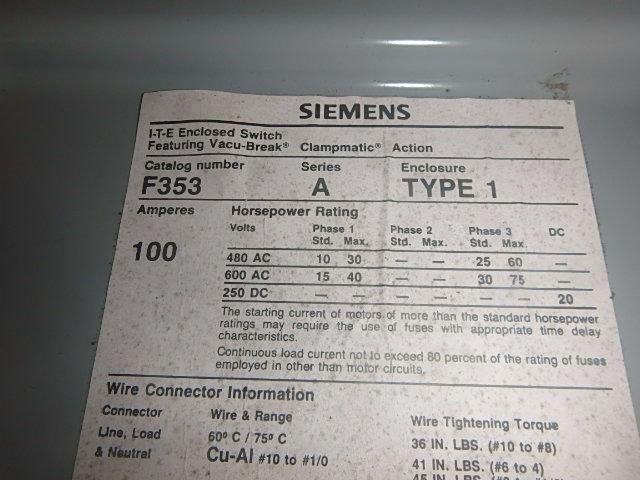 SIEMENS
I-T-E Enclosed Switch
Featuring Vacu-Break® Clampmatic® Action
Catalog number Series Enclosure
F353 A TYPE 1
Amperes Horsepower Rating
Volts Phase 1 Phase 2 Phase 3 DC
Std. Max. Std. Max. Std. Max.
100
480 AC 10 30 — — 25 60 —
600 AC 15 40 — — 30 75 —
250 DC — — — — — — 20
The starting current of motors of more than the standard horsepower
ratings may require the use of fuses with appropriate time delay
characteristics.
Continuous load current not to exceed 80 percent of the rating of fuses
employed in other than motor circuits.
Wire Connector Information
Connector Wire & Range Wire Tightening Torque
Line, Load 60° C / 75° C 36 IN. LBS. (#10 to #8)
& Neutral Cu-Al #10 to #1/0 41 IN. LBS. (#6 to 4)
45 IN. LBS.